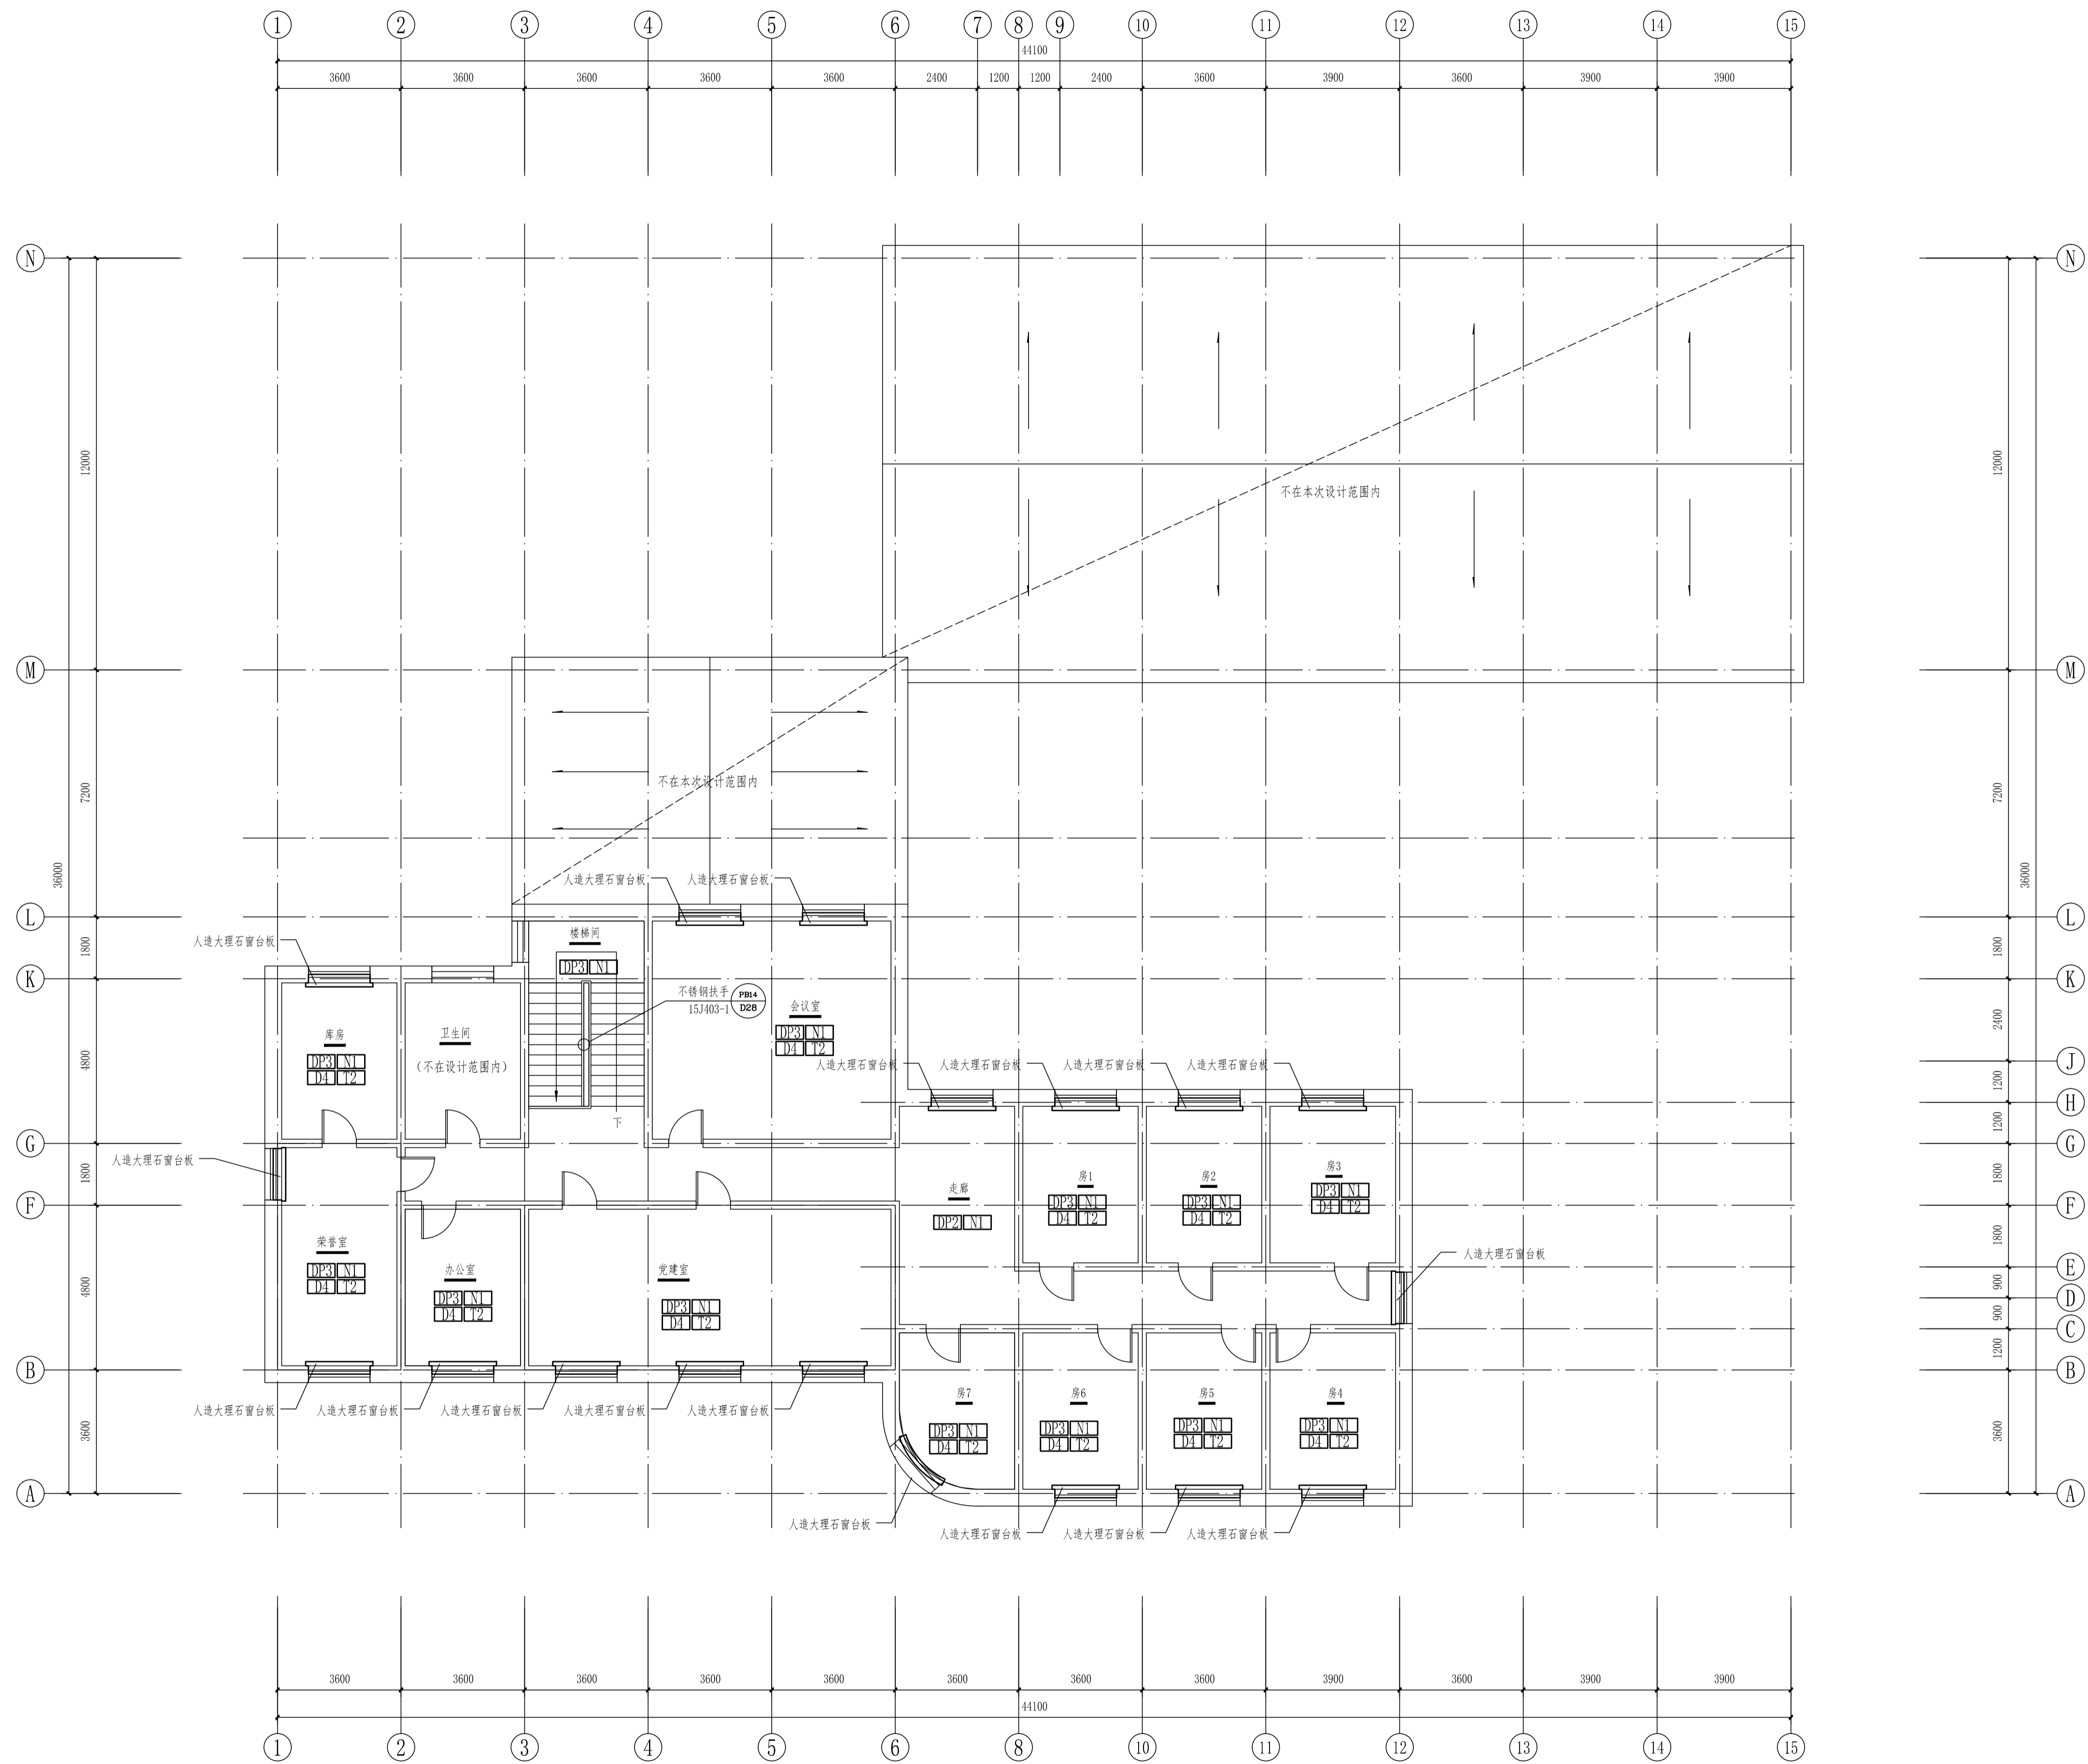 1 2 3 4 5 6 7 8 9 10 11 12 13 14 15
44100
3600 3600 3600 3600 3600 2400 1200 1200 2400 3600 3900 3600 3900 3900
N N
12000 12000
不在本次设计范围内
M M
7200 7200
不在本次设计范围内
36000 36000
人造大理石窗台板 人造大理石窗台板
L L
楼梯间
人造大理石窗台板
1800 1800
DP3 N1
K K
不锈钢扶手 PB14
15J403-1 D28
会议室
2400
库房 卫生间
DP3 N1
D4 T2
4800
DP3 N1
D4 T2
(不在设计范围内)
J
人造大理石窗台板 人造大理石窗台板 人造大理石窗台板 人造大理石窗台板
1200
H
下
1200
G G
人造大理石窗台板
1800 1800
房1 房2 房3
走廊
DP3 N1 DP3 N1 DP3 N1
D4 T2 D4 T2 D4 T2
F F
DP2 N1
1800
荣誉室
人造大理石窗台板
办公室 党建室
E
DP3 N1
D4 T2
4800
900
DP3 N1 DP3 N1
D4 T2 D4 T2
D
900
C
1200
B B
房7 房6 房5 房4
人造大理石窗台板 人造大理石窗台板 人造大理石窗台板 人造大理石窗台板 人造大理石窗台板
3600 3600
DP3 N1 DP3 N1 DP3 N1 DP3 N1
D4 T2 D4 T2 D4 T2 D4 T2
A A
人造大理石窗台板 人造大理石窗台板 人造大理石窗台板 人造大理石窗台板
3600 3600 3600 3600 3600 3600 3600 3600 3900 3600 3900 3900
44100
1 2 3 4 5 6 8 10 11 12 13 14 15